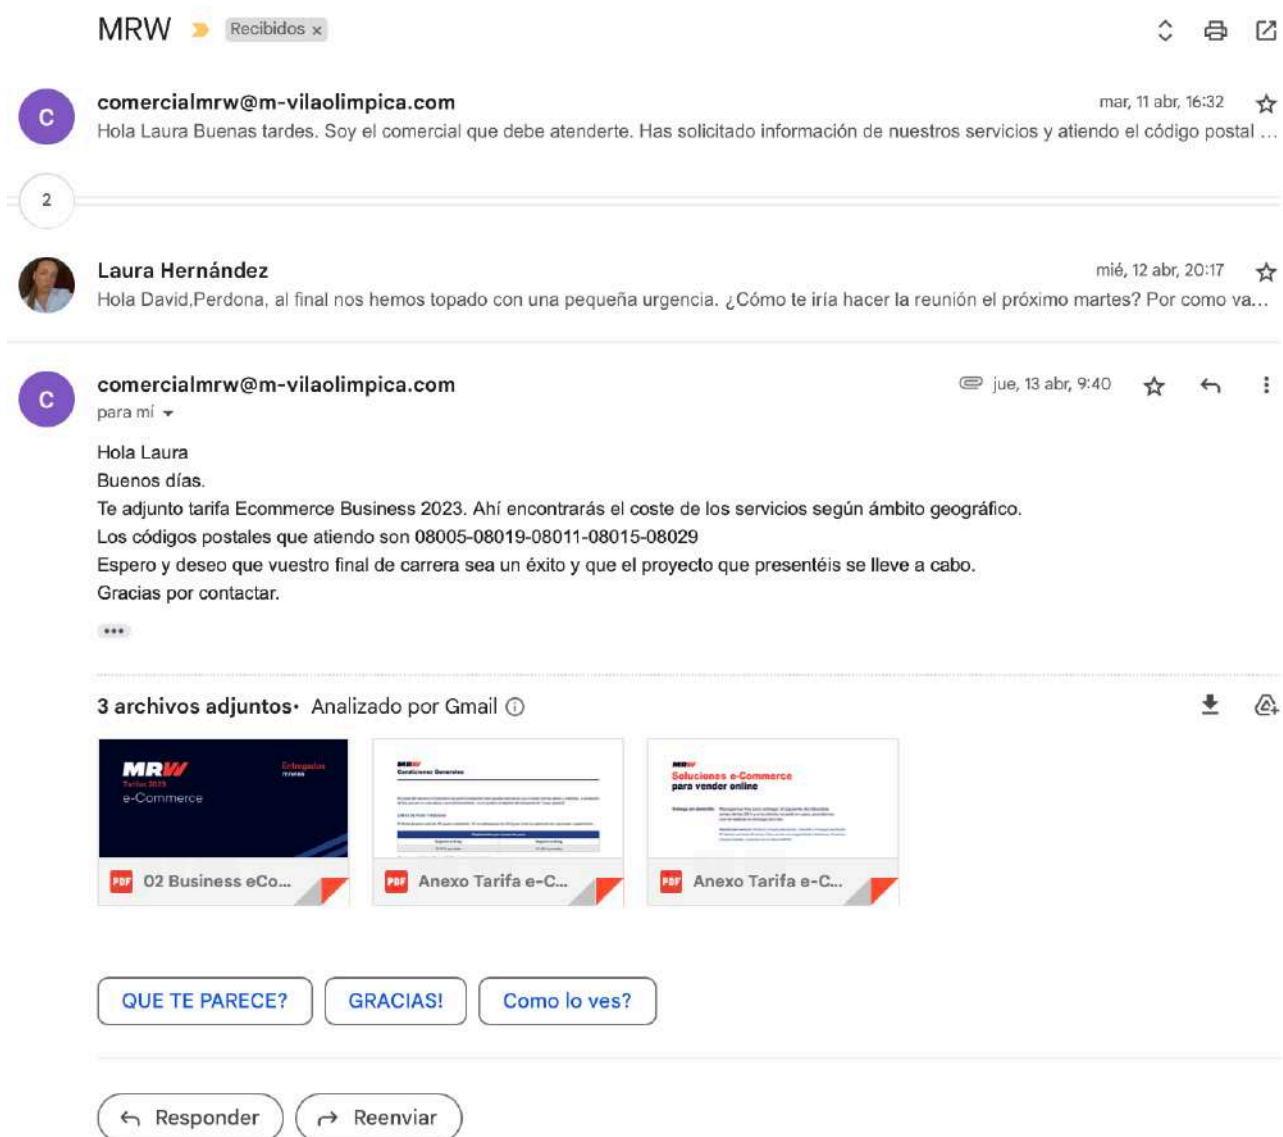 MRW Recibidos x
comercialmrw@m-vilaolimpica.com mar, 11 abr, 16:32
C
Hola Laura Buenas tardes. Soy el comercial que debe atenderte. Has solicitado información de nuestros servicios y atiendo el código postal ...
2
Laura Hernández mié, 12 abr, 20:17
Hola David,Perdona, al final nos hemos topado con una pequeña urgencia. ¿Cómo te iría hacer la reunión el próximo martes? Por como va...
comercialmrw@m-vilaolimpica.com jue, 13 abr, 9:40
C
para mí
Hola Laura
Buenos días.
Te adjunto tarifa Ecommerce Business 2023. Ahí encontrarás el coste de los servicios según ámbito geográfico.
Los códigos postales que atiendo son 08005-08019-08011-08015-08029
Espero y deseo que vuestro final de carrera sea un éxito y que el proyecto que presentéis se lleve a cabo.
Gracias por contactar.
•••
3 archivos adjuntos• Analizado por Gmail
MRW
Tarifas 2023
e-Commerce
Entregados
MRW
Condiciones Generales
MRW
Soluciones e-Commerce
para vender online
PDF 02 Business eCo...
PDF Anexo Tarifa e-C...
PDF Anexo Tarifa e-C...
QUE TE PARECE? GRACIAS! Como lo ves?
Responder Reenviar